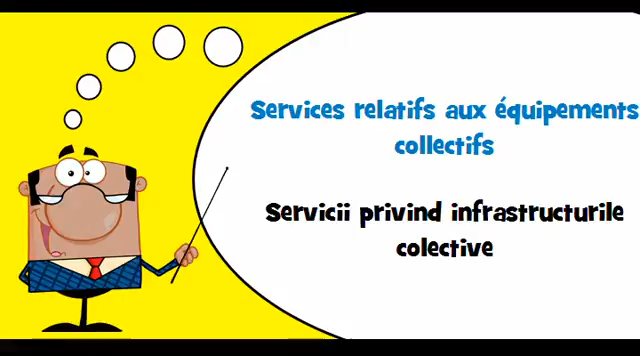 Services relatifs aux équipements
collectifs
Servicii privind infrastructurile
colective